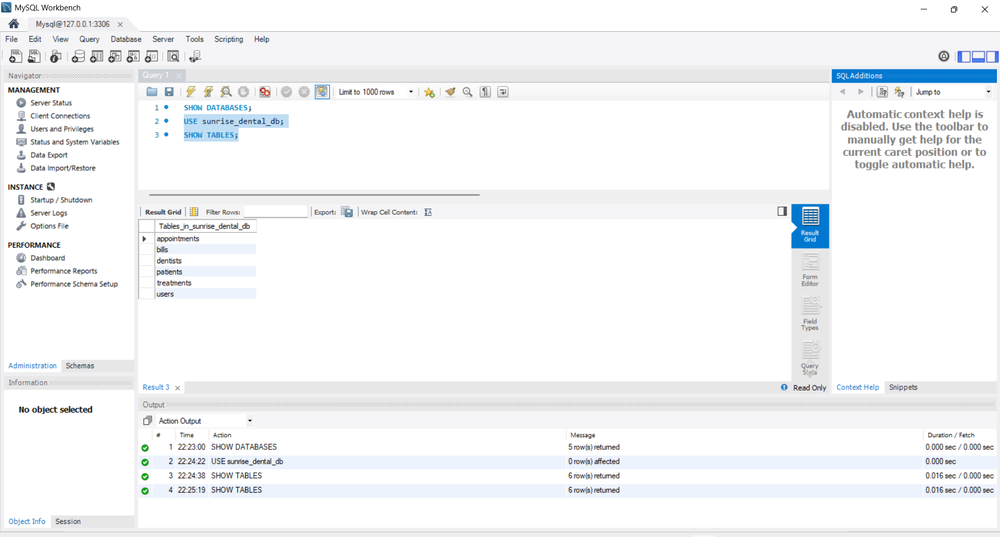 MySQL Workbench
Mysql@127.0.0.1:3306
File Edit View Query Database Server Tools Scripting Help
Navigator
MANAGEMENT
Server Status
Client Connections
Users and Privileges
Status and System Variables
Data Export
Data Import/Restore
INSTANCE
Startup / Shutdown
Server Logs
Options File
PERFORMANCE
Dashboard
Performance Reports
Performance Schema Setup
Administration Schemas
Information
No object selected
Object Info Session
Query 1
Limit to 1000 rows
1 SHOW DATABASES;
2 USE sunrise_dental_db;
3 SHOW TABLES;
Result Grid Filter Rows: Export: Wrap Cell Content:
Tables_in_sunrise_dental_db
appointments
bills
dentists
patients
treatments
users
Result Grid
Form Editor
Field Types
Query Stats
Result 3 Read Only
SQLAdditions
Jump to
Automatic context help is
disabled. Use the toolbar to
manually get help for the
current caret position or to
toggle automatic help.
Context Help Snippets
Output
Action Output
# Time Action Message Duration / Fetch
1 22:23:00 SHOW DATABASES 5 row(s) returned 0.000 sec / 0.000 sec
2 22:24:22 USE sunrise_dental_db 0 row(s) affected 0.000 sec
3 22:24:38 SHOW TABLES 6 row(s) returned 0.016 sec / 0.000 sec
4 22:25:19 SHOW TABLES 6 row(s) returned 0.016 sec / 0.000 sec